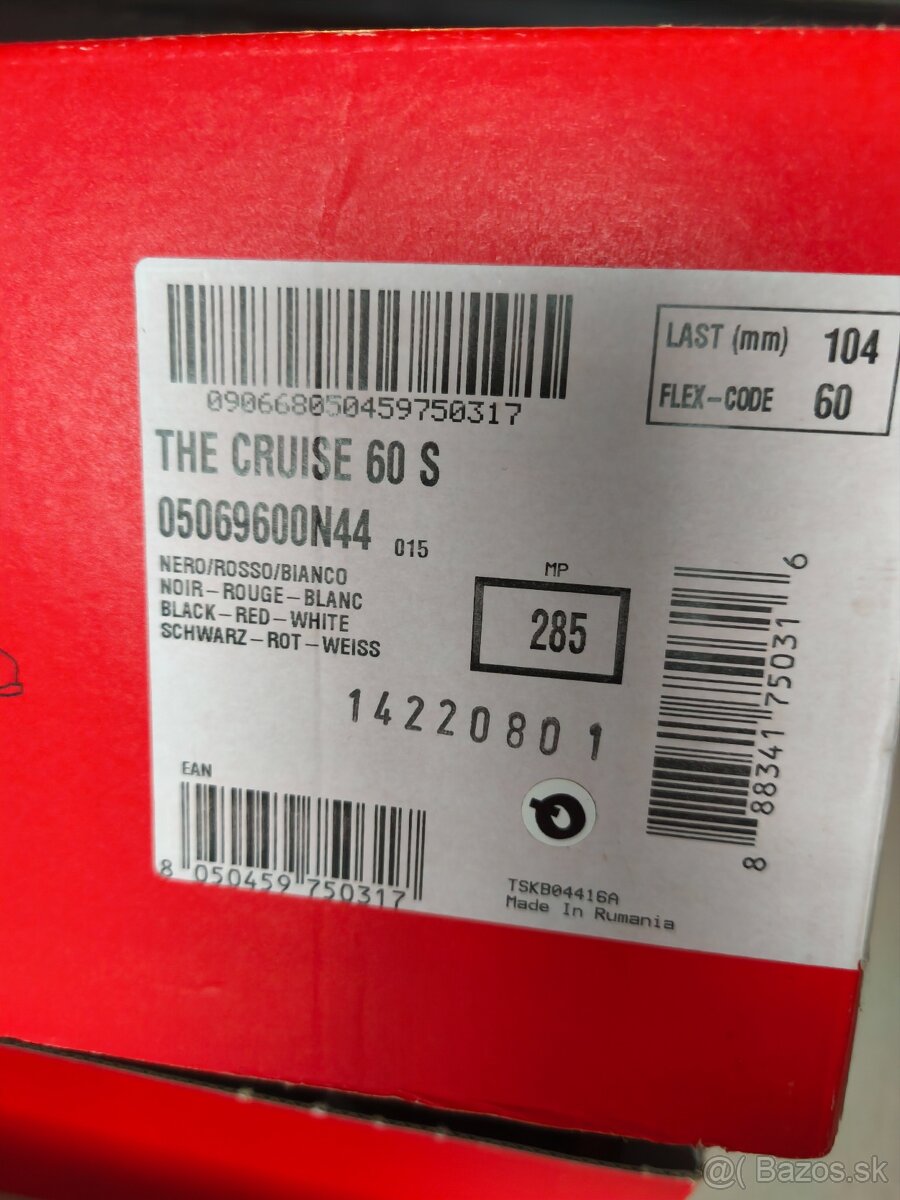 090668050459750317
LAST (mm) 104
FLEX-CODE 60
THE CRUISE 60 S
05069600N44 015
NERO/ROSSO/BIANCO
NOIR-ROUGE-BLANC
BLACK-RED-WHITE
SCHWARZ-ROT-WEISS
MP
285
14220801
8 88341 75031 6
EAN
8 050459 750317
TSKB04416A
Made In Rumania
@( Bazos.sk